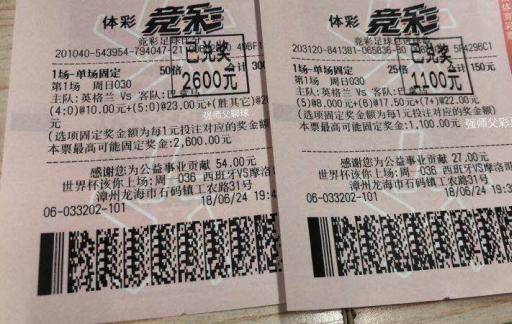 体彩 竞彩
竞彩足球比分
201040-543954-794047-21
已兑奖
2600元
1场-单场固定 50倍 合计 300
第1场 周日030
主队:英格兰 Vs 客队:巴拿马
(4:0)@10.00元+(5:0)@23.00元+(胜其它)@
(选项固定奖金额为每1元投注对应的奖金额
本票最高可能固定奖金:2,600.00元
感谢您为公益事业贡献 54.00元
世界杯该你上场:周一036 西班牙VS摩洛
漳州龙海市石码镇工农路31号
06-033202-101 18/06/24 19:4
体彩 竞彩
竞彩足球
203120-841381-065836-
5F4298C1
已兑奖
1100元
1场-单场固定 25倍 合计 150元
第1场 周日030
主队:英格兰 Vs 客队:巴拿马
(5)@8.000元+(6)@17.50元+(7+)@22.00元
(选项固定奖金额为每1元投注对应的奖金额
本票最高可能固定奖金:1,100.00元
强师父彩
感谢您为公益事业贡献 27.00元
世界杯该你上场:周一036 西班牙VS摩洛哥
漳州龙海市石码镇工农路31号
06-033202-101 18/06/24 19: